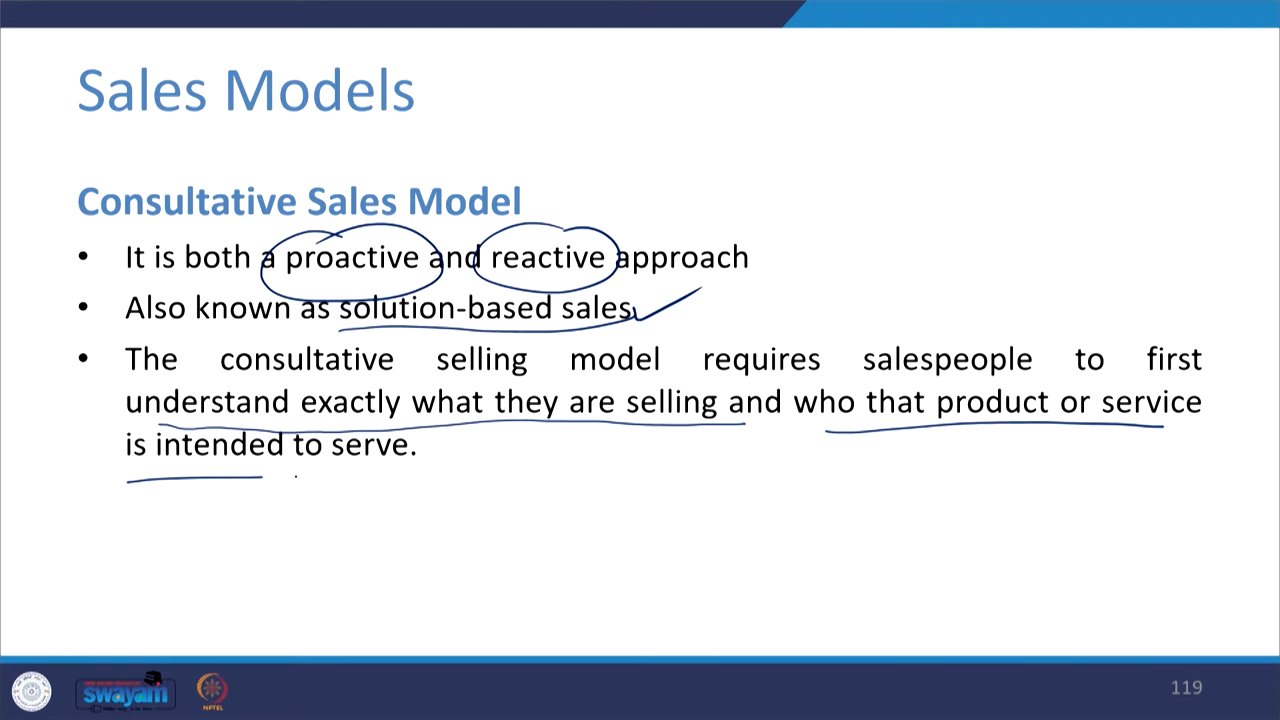 Sales Models
Consultative Sales Model
• It is both a proactive and reactive approach
• Also known as solution-based sales
• The consultative selling model requires salespeople to first
understand exactly what they are selling and who that product or service
is intended to serve.
swayam
NPTEL
119